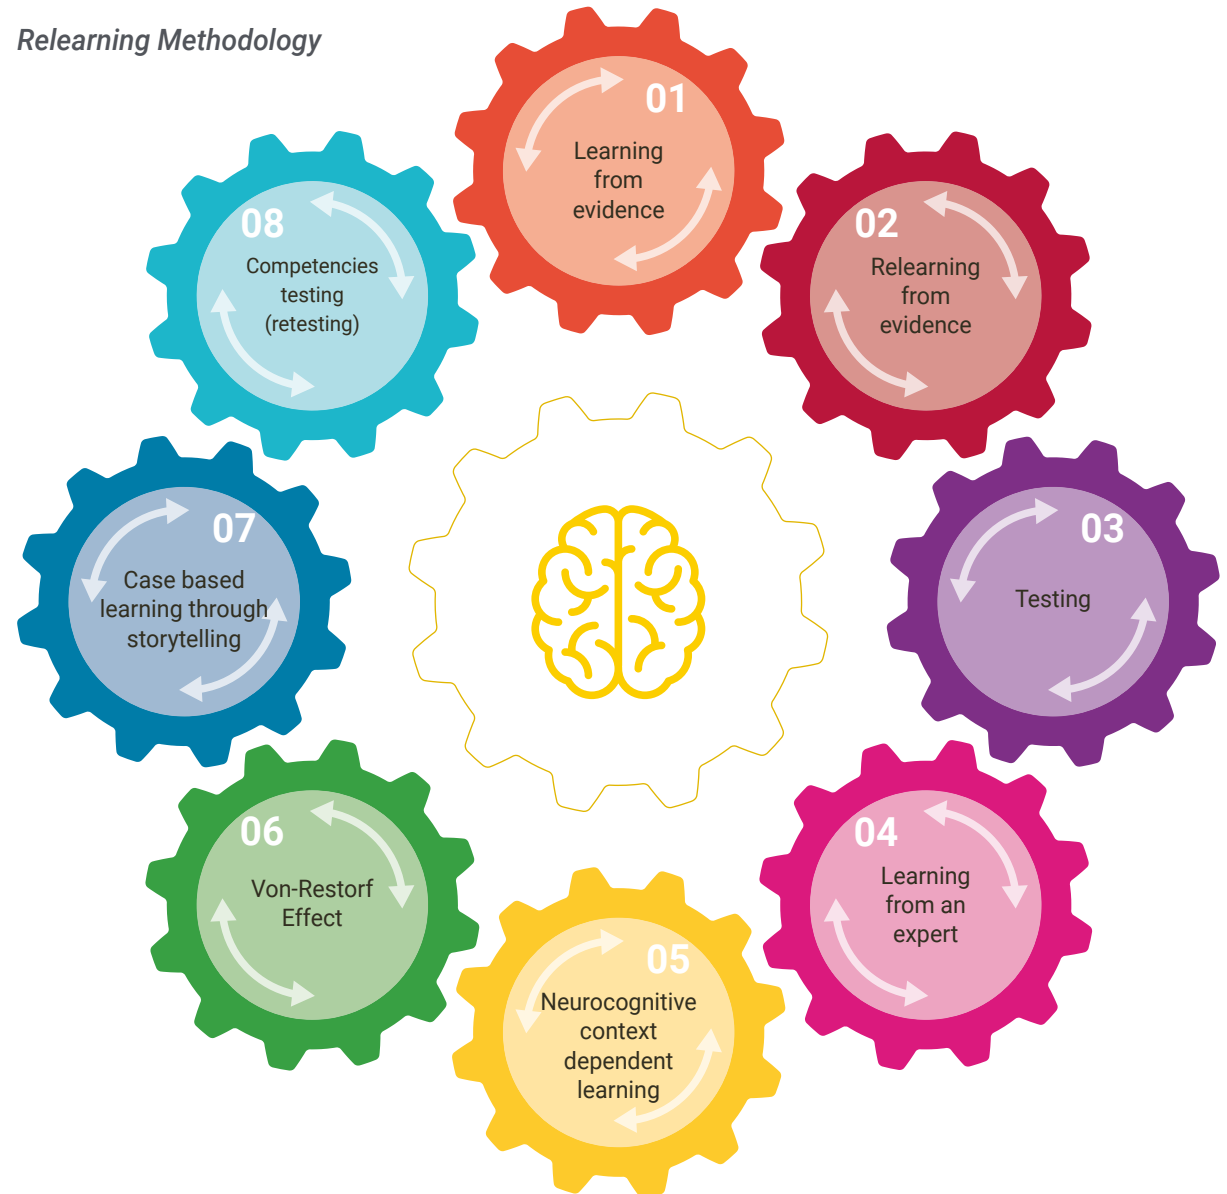 Relearning Methodology
01
Learning
from
evidence
02
Relearning
from
evidence
03
Testing
04
Learning
from an
expert
05
Neurocognitive
context
dependent
learning
06
Von-Restorf
Effect
07
Case based
learning through
storytelling
08
Competencies
testing
(retesting)